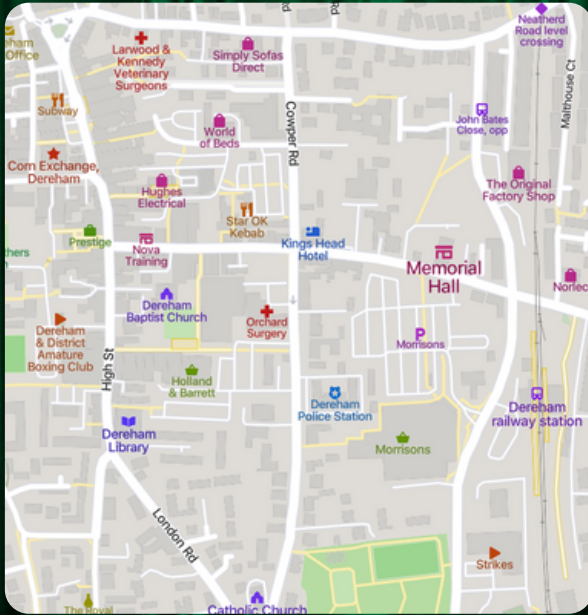 Neatherd
Road level
crossing
eham
Office
Larwood &
Kennedy
Veterinary
Surgeons
Simply Sofas
Direct
Malthouse Ct
Subway
Cowper Rd
John Bates
Close, opp
World
of Beds
Corn Exchange,
Dereham
Hughes
Electrical
The Original
Factory Shop
Star OK
Kebab
Prestige
Nova
Training
Kings Head
Hotel
thers
Memorial
Hall
Norlec
Dereham
Baptist Church
Orchard
Surgery
Dereham
& District
Amature
Boxing Club
P
Morrisons
High St
Holland
& Barrett
Dereham
Police Station
Dereham
railway station
Dereham
Library
Morrisons
London Rd
Strikes
The Royal
Catholic Church